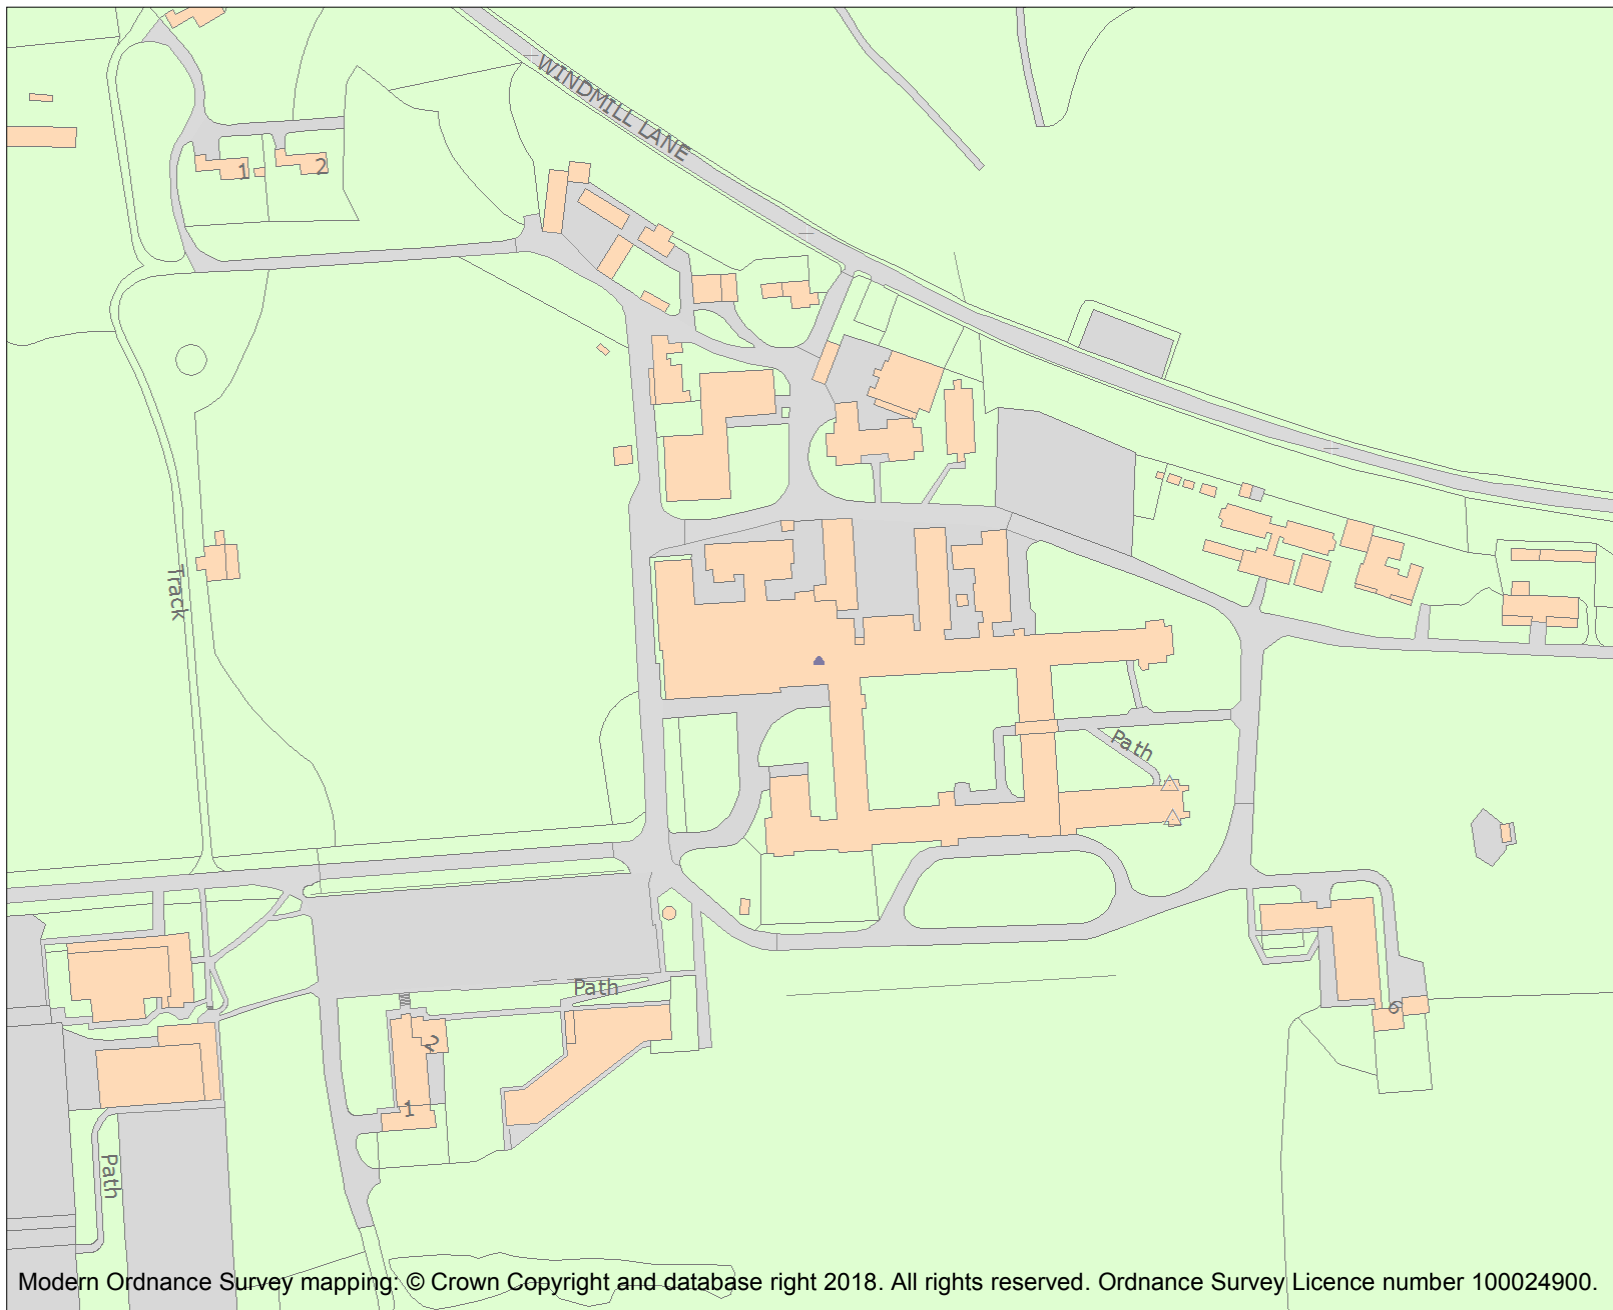 WINDMILL LANE
1
2
Track
Path
6
Path
2
1
Path
Modern Ordnance Survey mapping: © Crown Copyright and database right 2018. All rights reserved. Ordnance Survey Licence number 100024900.